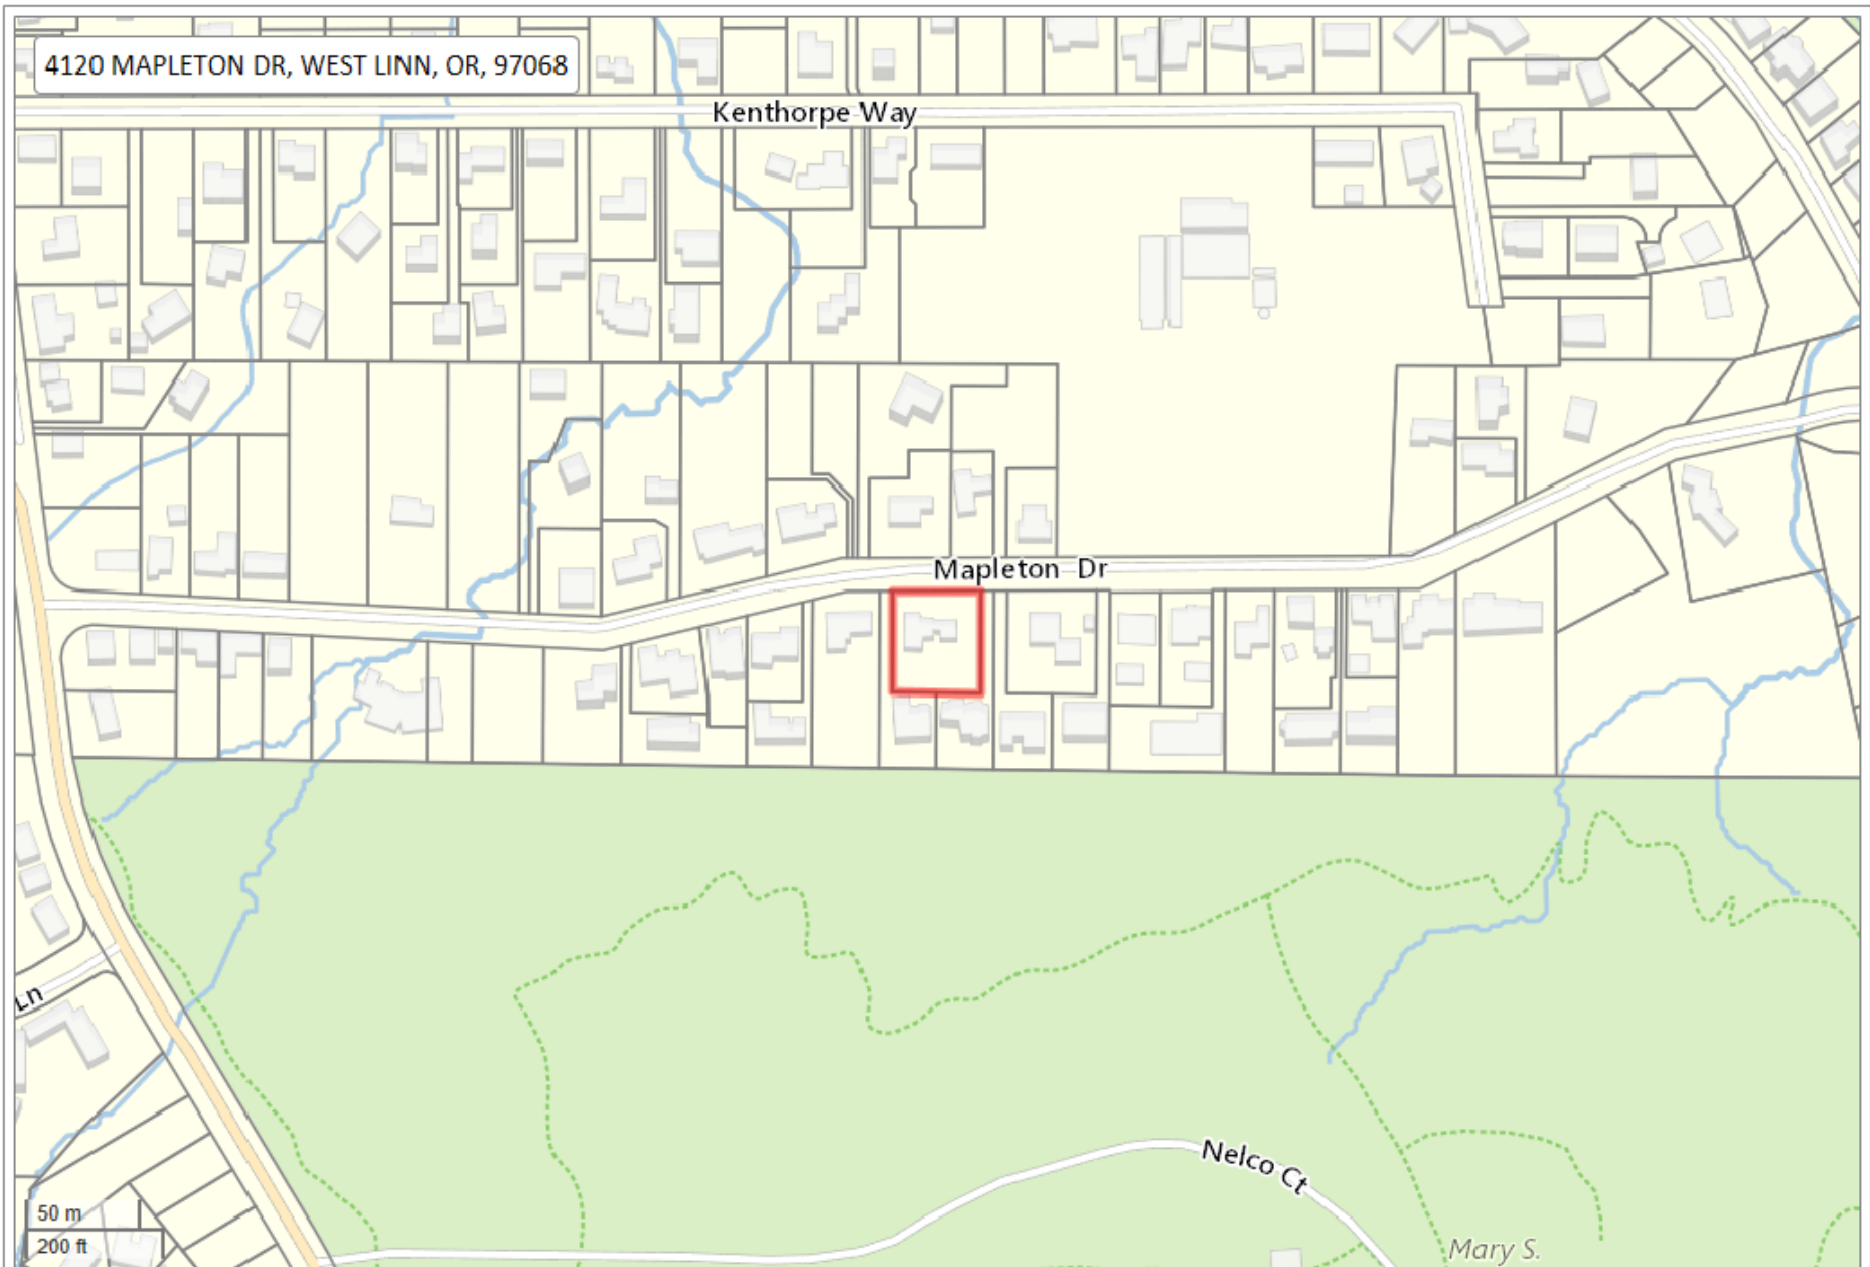 4120 MAPLETON DR, WEST LINN, OR, 97068
Kenthorpe Way
Mapleton Dr
Ln
Nelco Ct
50 m
200 ft
Mary S.